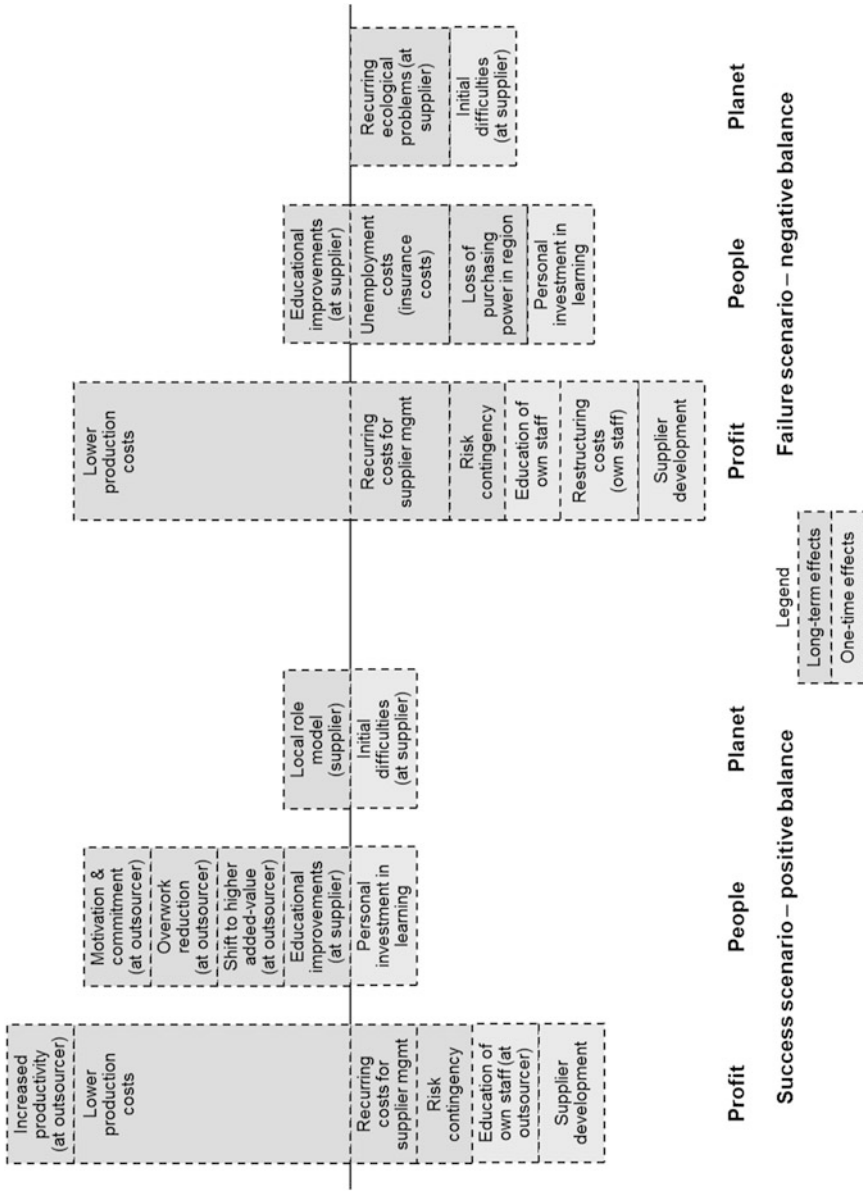 Increased
productivity
(at outsourcer)
Lower
production
costs
Recurring
costs for
supplier mgmt
Risk
contingency
Education of
own staff (at
outsourcer)
Supplier
development
Profit
Motivation &
commitment
(at outsourcer)
Overwork
reduction
(at outsourcer)
Shift to higher
added-value
(at outsourcer)
Educational
improvements
(at supplier)
Personal
investment in
learning
People
Local role
model
(supplier)
Initial
difficulties
(at supplier)
Planet
Success scenario – positive balance
Lower
production
costs
Recurring
costs for
supplier mgmt
Risk
contingency
Education of
own staff
Restructuring
costs
(own staff)
Supplier
development
Profit
Educational
improvements
(at supplier)
Unemployment
costs
(insurance
costs)
Loss of
purchasing
power in region
Personal
investment in
learning
People
Recurring
ecological
problems (at
supplier)
Initial
difficulties
(at supplier)
Planet
Failure scenario – negative balance
Legend
Long-term effects
One-time effects